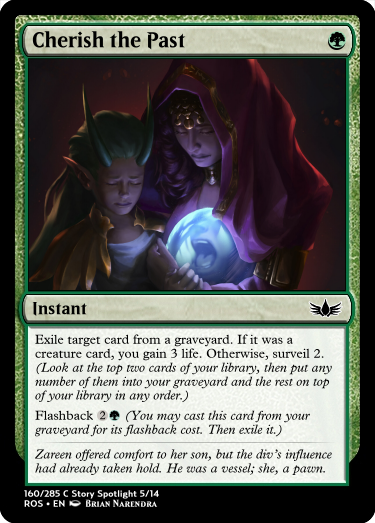 Cherish the Past
Instant
Exile target card from a graveyard. If it was a
creature card, you gain 3 life. Otherwise, surveil 2.
(Look at the top two cards of your library, then put any
number of them into your graveyard and the rest on top
of your library in any order.)
Flashback 2 (You may cast this card from your
graveyard for its flashback cost. Then exile it.)
Zareen offered comfort to her son, but the div's influence
had already taken hold. He was a vessel; she, a pawn.
160/285 C Story Spotlight 5/14
ROS • EN Brian Narendra